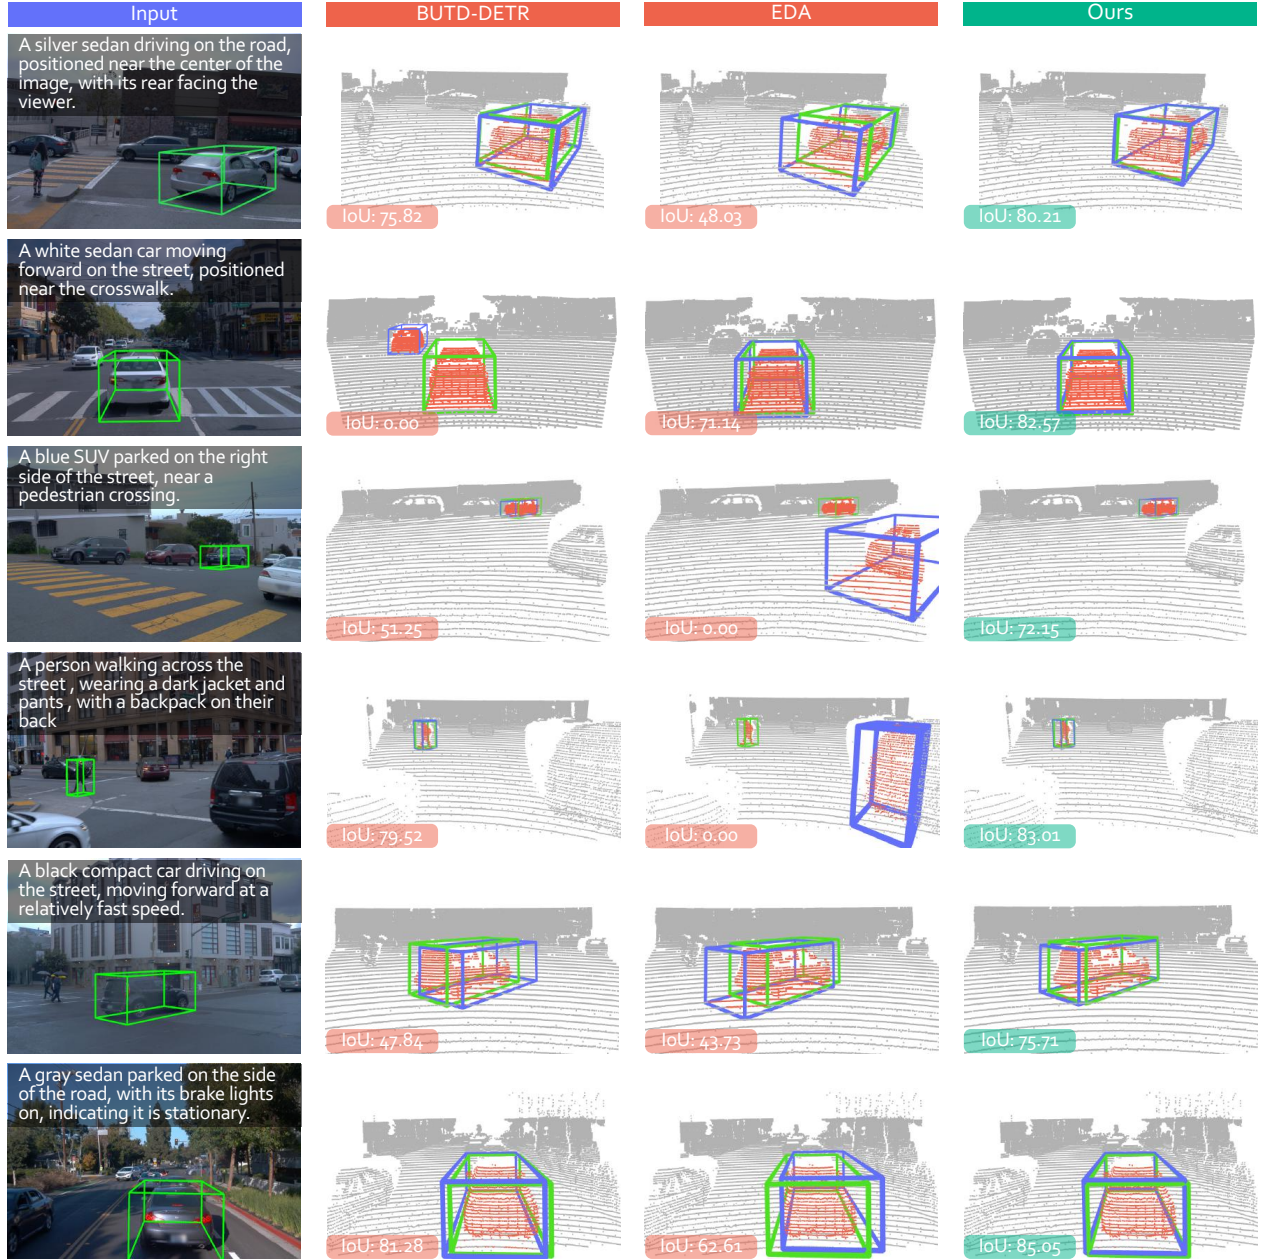 Input
BUTD-DETR
EDA
Ours
A silver sedan driving on the road,
positioned near the center of the
image, with its rear facing the
viewer.
IoU: 75.82
IoU: 48.03
IoU: 80.21
A white sedan car moving
forward on the street, positioned
near the crosswalk.
IoU: 0.00
IoU: 71.14
IoU: 82.57
A blue SUV parked on the right
side of the street, near a
pedestrian crossing.
IoU: 51.25
IoU: 0.00
IoU: 72.15
A person walking across the
street , wearing a dark jacket and
pants , with a backpack on their
back
IoU: 79.52
IoU: 0.00
IoU: 83.01
A black compact car driving on
the street, moving forward at a
relatively fast speed.
IoU: 47.84
IoU: 43.73
IoU: 75.71
A gray sedan parked on the side
of the road, with its brake lights
on, indicating it is stationary.
IoU: 81.28
IoU: 62.61
IoU: 85.05